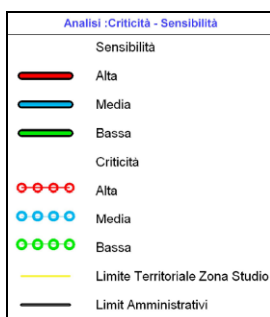 Analisi :Criticità - Sensibilità
Sensibilità
Alta
Media
Bassa
Criticità
Alta
Media
Bassa
Limite Territoriale Zona Studio
Limit Amministrativi